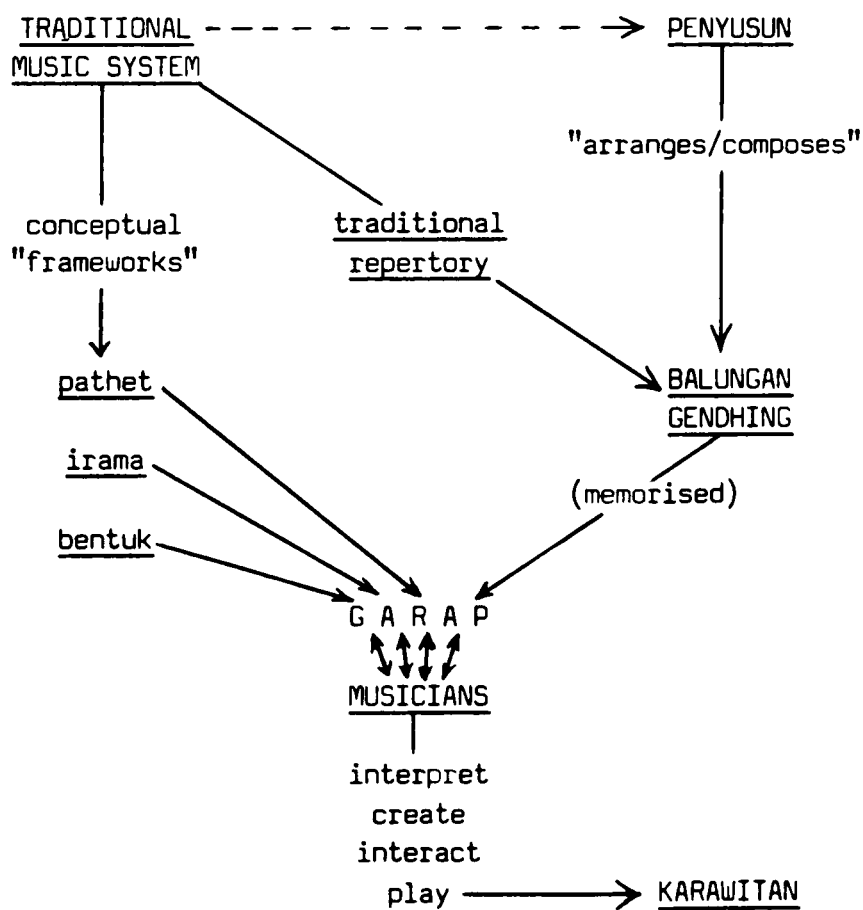 TRADITIONAL
MUSIC SYSTEM
PENYUSUN
"arranges/composes"
conceptual
"frameworks"
traditional
repertory
pathet
BALUNGAN
GENDHING
irama
(memorised)
bentuk
G A R A P
MUSICIANS
interpret
create
interact
play
KARAWITAN